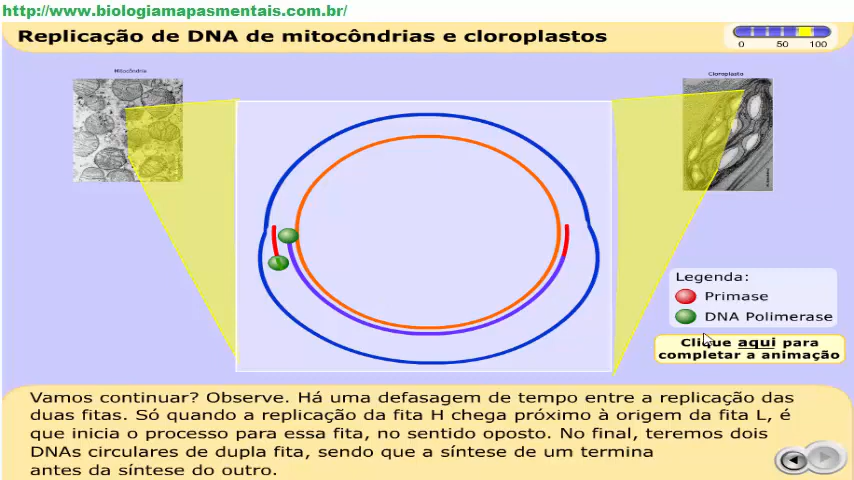 http://www.biologiamapasmentais.com.br/
Replicação de DNA de mitocôndrias e cloroplastos
0 50 100
Mitocôndria
Cloroplasto
Legenda:
Primase
DNA Polimerase
Clique aqui para
completar a animação
Vamos continuar? Observe. Há uma defasagem de tempo entre a replicação das
duas fitas. Só quando a replicação da fita H chega próximo à origem da fita L, é
que inicia o processo para essa fita, no sentido oposto. No final, teremos dois
DNAs circulares de dupla fita, sendo que a síntese de um termina
antes da síntese do outro.